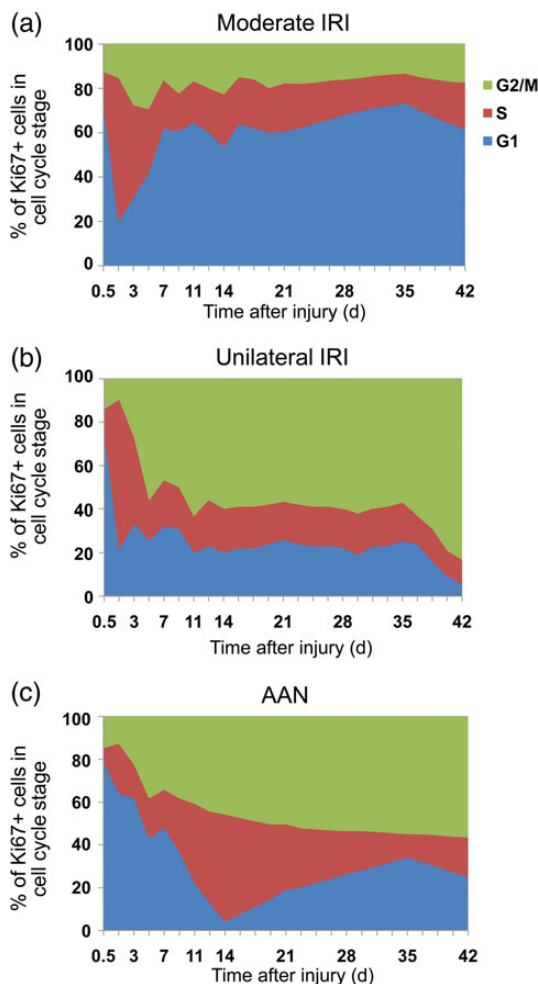 (a)
Moderate IRI
% of Ki67+ cells in
cell cycle stage
100
80
60
40
20
0
0.5 3 7 11 14 21 28 35 42
Time after injury (d)
G2/M
S
G1
(b)
Unilateral IRI
% of Ki67+ cells in
cell cycle stage
100
80
60
40
20
0
0.5 3 7 11 14 21 28 35 42
Time after injury (d)
(c)
AAN
% of Ki67+ cells in
cell cycle stage
100
80
60
40
20
0
0.5 3 7 11 14 21 28 35 42
Time after injury (d)